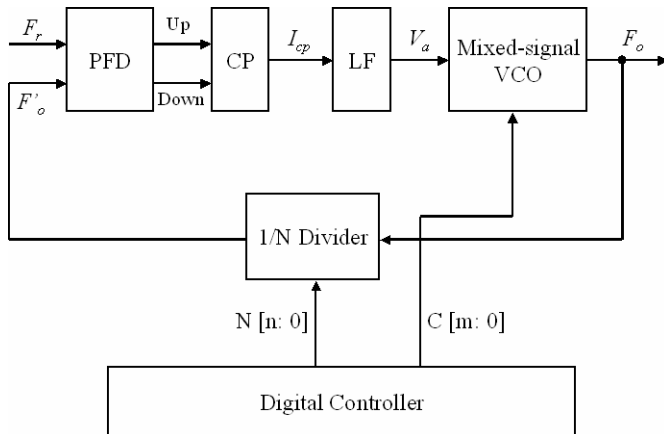 F_r
Up
PFD
CP
I_cp
LF
V_a
Mixed-signal
VCO
F_o
F'_o
Down
1/N Divider
N [n: 0]
C [m: 0]
Digital Controller